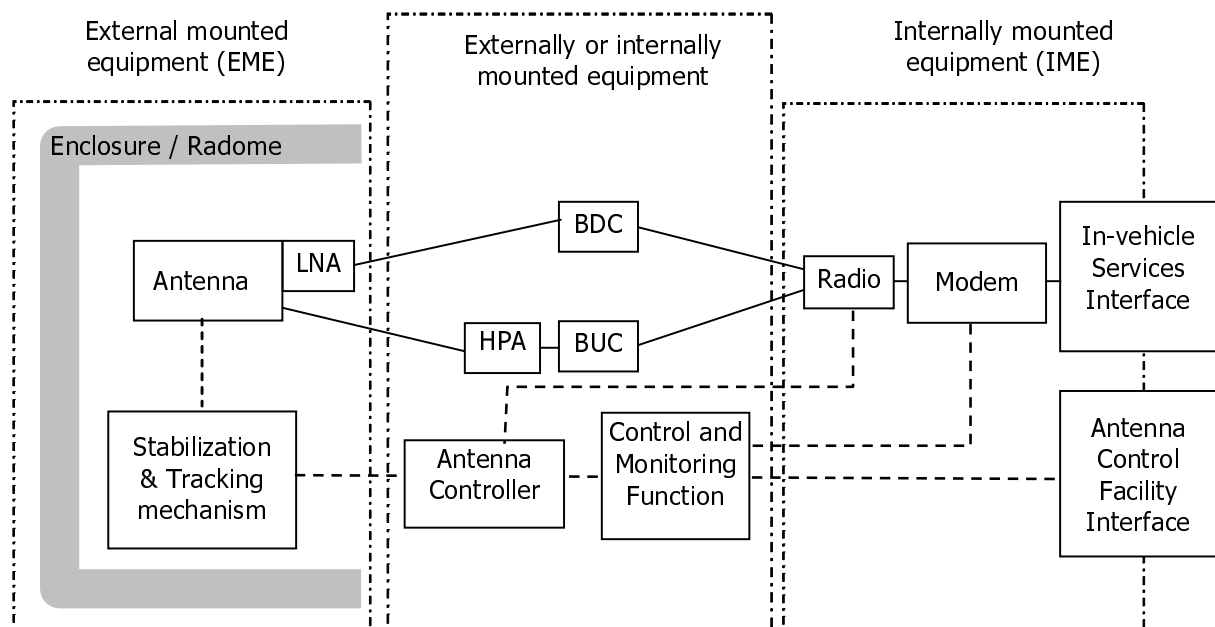 External mounted
equipment (EME)
Externally or internally
mounted equipment
Internally mounted
equipment (IME)
Enclosure / Radome
Antenna
LNA
BDC
HPA
BUC
Radio
Modem
In-vehicle
Services
Interface
Stabilization
& Tracking
mechanism
Antenna
Controller
Control and
Monitoring
Function
Antenna
Control
Facility
Interface